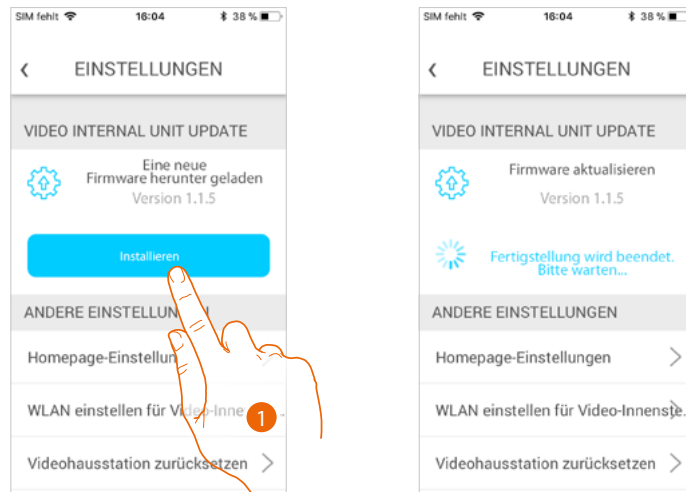 SIM fehlt 16:04 38 %
EINSTELLUNGEN
VIDEO INTERNAL UNIT UPDATE
Eine neue
Firmware herunter geladen
Version 1.1.5
Installieren
ANDERE EINSTELLUN
Homepage-Einstellun
WLAN einstellen für Video-Inne
1
Videohausstation zurücksetzen
SIM fehlt 16:04 38 %
EINSTELLUNGEN
VIDEO INTERNAL UNIT UPDATE
Firmware aktualisieren
Version 1.1.5
Fertigstellung wird beendet.
Bitte warten...
ANDERE EINSTELLUNGEN
Homepage-Einstellungen
WLAN einstellen für Video-Innenste..
Videohausstation zurücksetzen